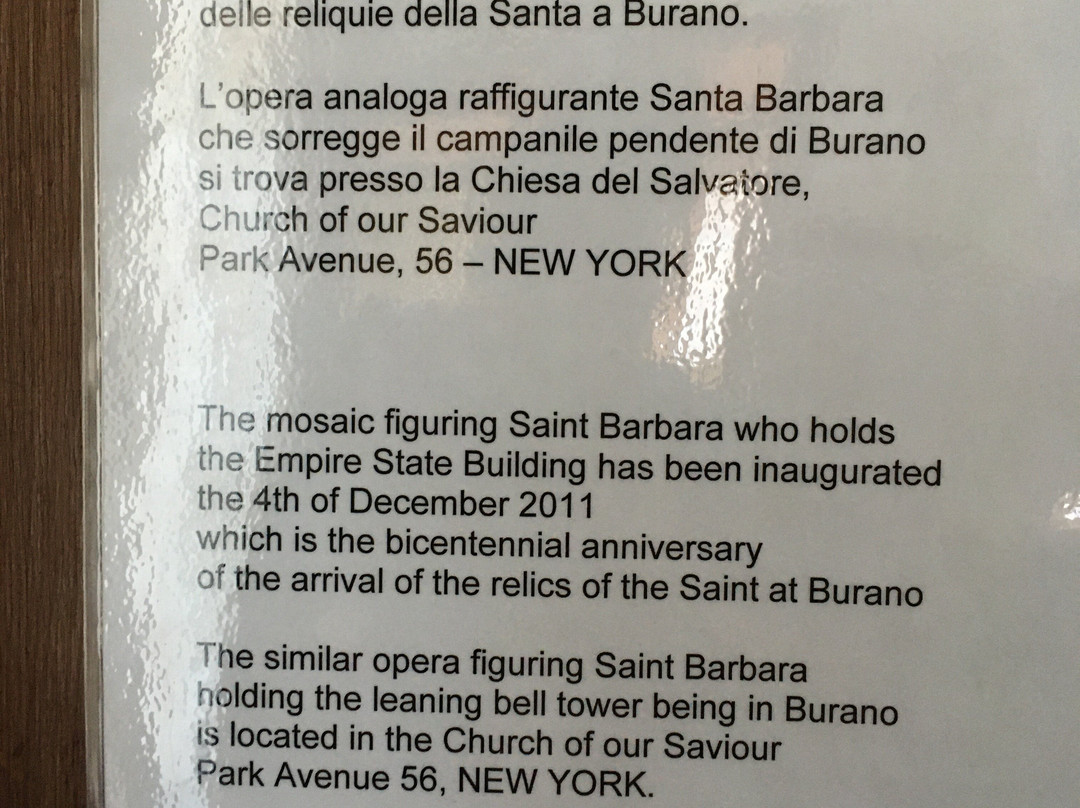 delle reliquie della Santa a Burano.
L'opera analoga raffigurante Santa Barbara
che sorregge il campanile pendente di Burano
si trova presso la Chiesa del Salvatore,
Church of our Saviour
Park Avenue, 56 – NEW YORK
The mosaic figuring Saint Barbara who holds
the Empire State Building has been inaugurated
the 4th of December 2011
which is the bicentennial anniversary
of the arrival of the relics of the Saint at Burano
The similar opera figuring Saint Barbara
holding the leaning bell tower being in Burano
is located in the Church of our Saviour
Park Avenue 56, NEW YORK.